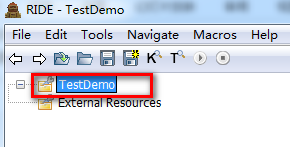 RIDE - TestDemo
File Edit Tools Navigate Macros Help
K T
TestDemo
External Resources